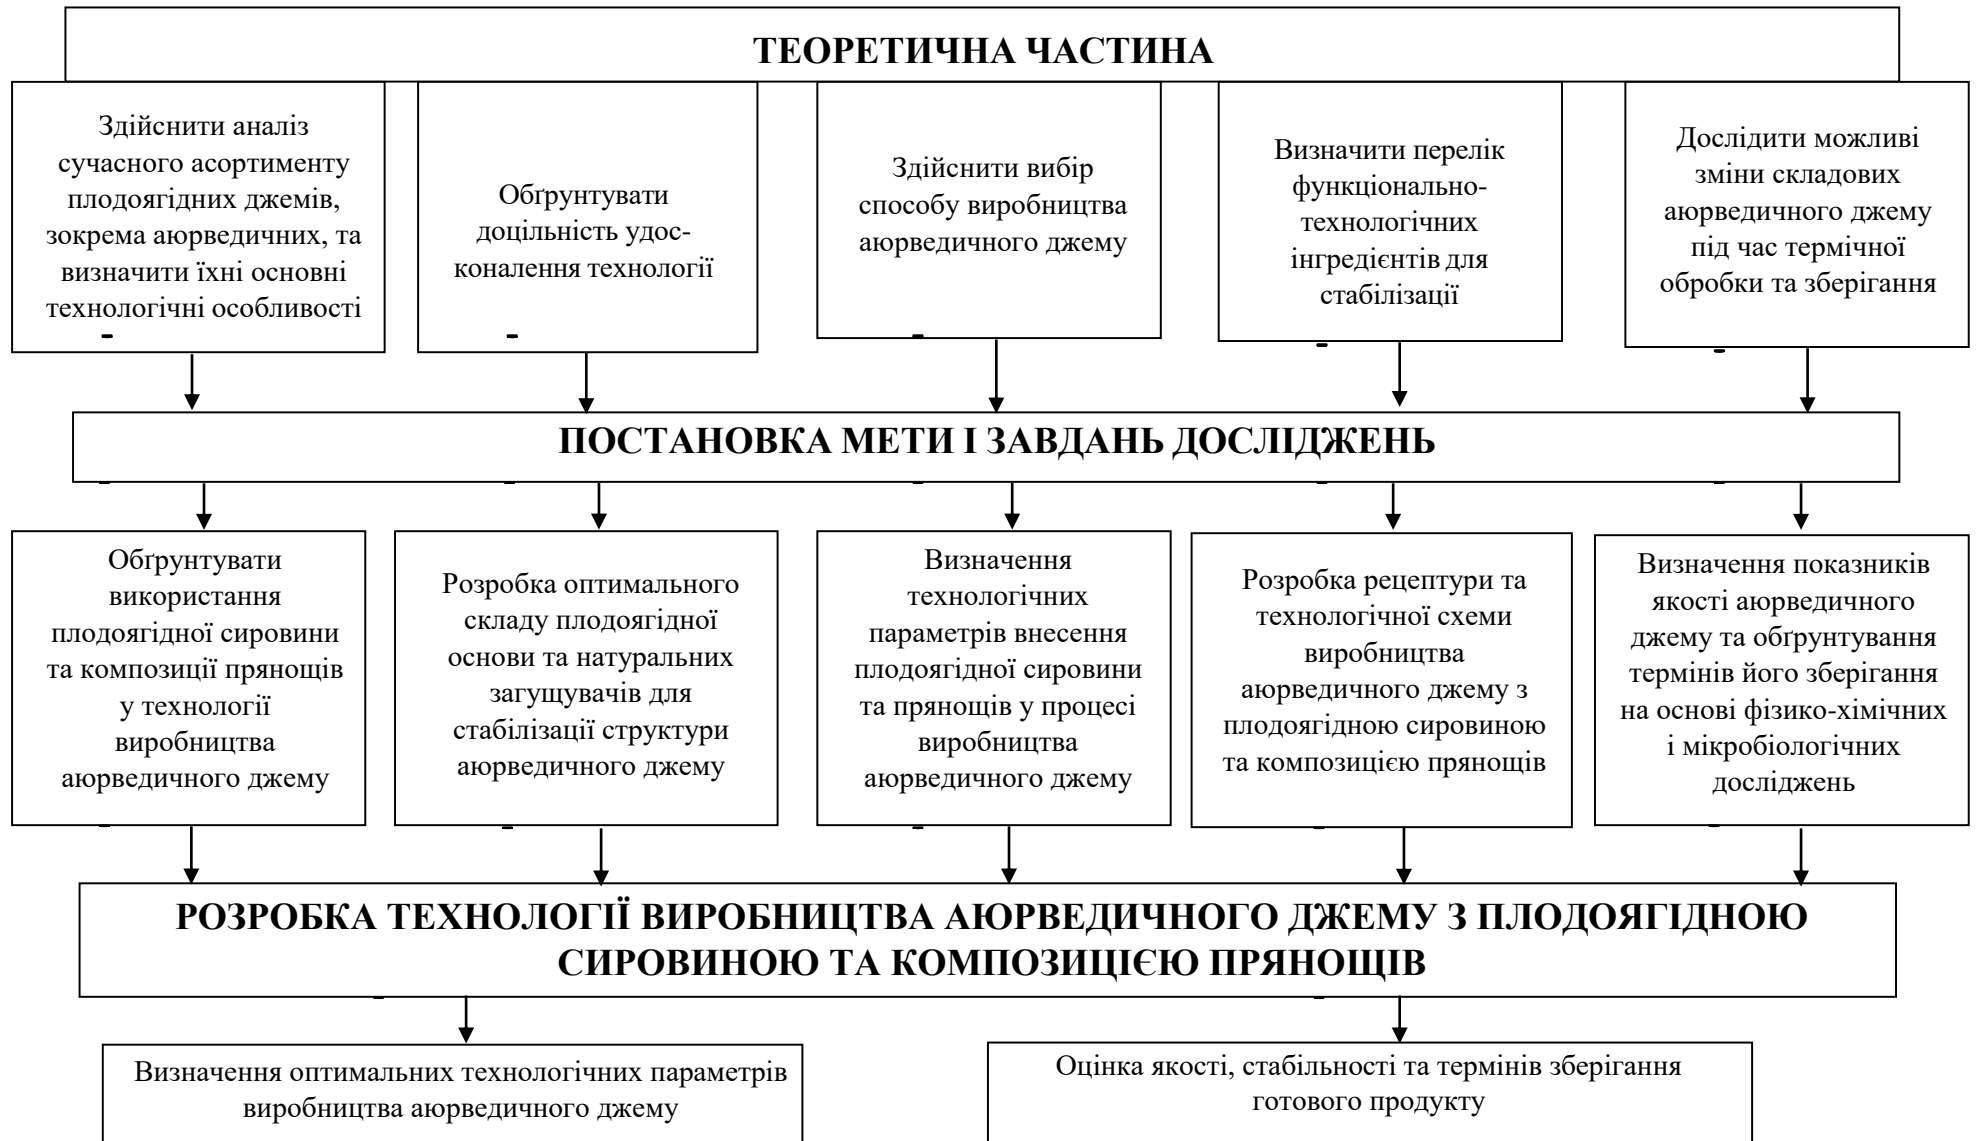 ТЕОРЕТИЧНА ЧАСТИНА
Здійснити аналіз
сучасного асортименту
плодоягідних джемів,
зокрема аюрведичних, та
визначити їхні основні
технологічні особливості
Обґрунтувати
доцільність удос-
коналення технології
Здійснити вибір
способу виробництва
аюрведичного джему
Визначити перелік
функціонально-
технологічних
інгредієнтів для
стабілізації
Дослідити можливі
зміни складових
аюрведичного джему
під час термічної
обробки та зберігання
ПОСТАНОВКА МЕТИ І ЗАВДАНЬ ДОСЛІДЖЕНЬ
Обґрунтувати
використання
плодоягідної сировини
та композиції прянощів
у технології
виробництва
аюрведичного джему
Розробка оптимального
складу плодоягідної
основи та натуральних
загущувачів для
стабілізації структури
аюрведичного джему
Визначення
технологічних
параметрів внесення
плодоягідної сировини
та прянощів у процесі
виробництва
аюрведичного джему
Розробка рецептури та
технологічної схеми
виробництва
аюрведичного джему з
плодоягідною сировиною
та композицією прянощів
Визначення показників
якості аюрведичного
джему та обґрунтування
термінів його зберігання
на основі фізико-хімічних
і мікробіологічних
досліджень
РОЗРОБКА ТЕХНОЛОГІЇ ВИРОБНИЦТВА АЮРВЕДИЧНОГО ДЖЕМУ З ПЛОДОЯГІДНОЮ
СИРОВИНОЮ ТА КОМПОЗИЦІЄЮ ПРЯНОЩІВ
Визначення оптимальних технологічних параметрів
виробництва аюрведичного джему
Оцінка якості, стабільності та термінів зберігання
готового продукту